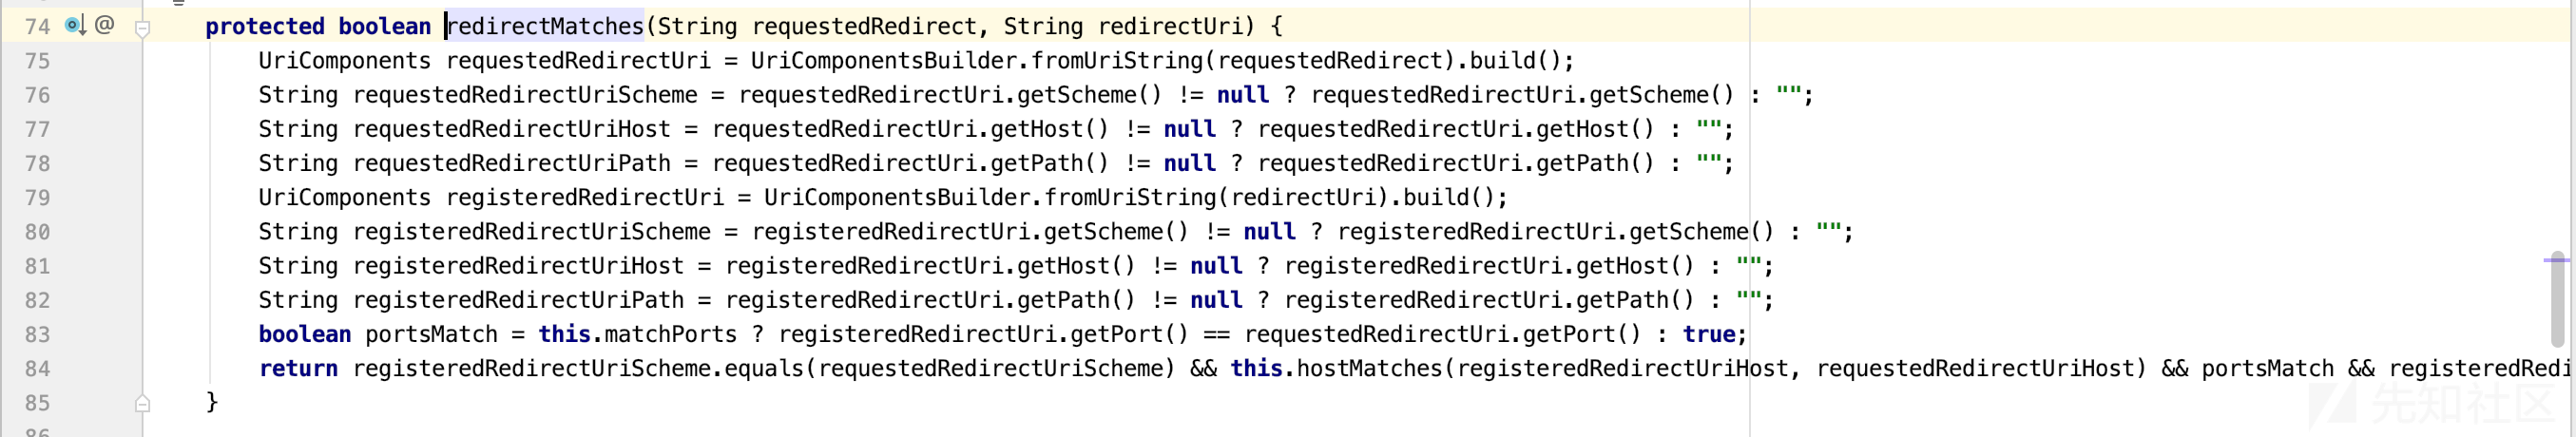 74 @ protected boolean redirectMatches(String requestedRedirect, String redirectUri) {
75 UriComponents requestedRedirectUri = UriComponentsBuilder.fromUriString(requestedRedirect).build();
76 String requestedRedirectUriScheme = requestedRedirectUri.getScheme() != null ? requestedRedirectUri.getScheme() : "";
77 String requestedRedirectUriHost = requestedRedirectUri.getHost() != null ? requestedRedirectUri.getHost() : "";
78 String requestedRedirectUriPath = requestedRedirectUri.getPath() != null ? requestedRedirectUri.getPath() : "";
79 UriComponents registeredRedirectUri = UriComponentsBuilder.fromUriString(redirectUri).build();
80 String registeredRedirectUriScheme = registeredRedirectUri.getScheme() != null ? registeredRedirectUri.getScheme() : "";
81 String registeredRedirectUriHost = registeredRedirectUri.getHost() != null ? registeredRedirectUri.getHost() : "";
82 String registeredRedirectUriPath = registeredRedirectUri.getPath() != null ? registeredRedirectUri.getPath() : "";
83 boolean portsMatch = this.matchPorts ? registeredRedirectUri.getPort() == requestedRedirectUri.getPort() : true;
84 return registeredRedirectUriScheme.equals(requestedRedirectUriScheme) && this.hostMatches(registeredRedirectUriHost, requestedRedirectUriHost) && portsMatch && registeredRedi
85 }
86
先知社区